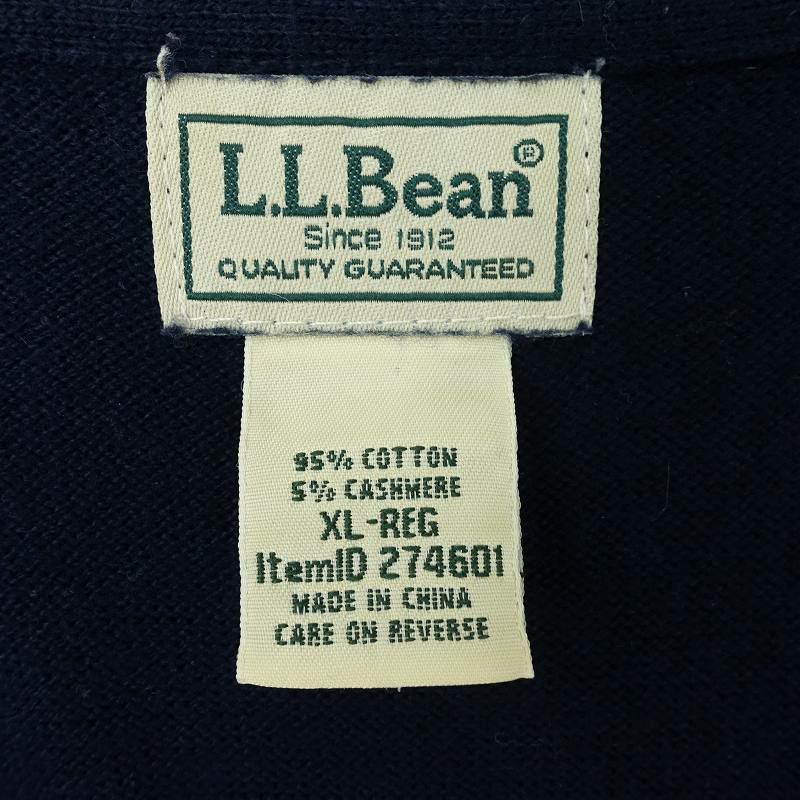 L.L.Bean®
Since 1912
QUALITY GUARANTEED
95% COTTON
5% CASHMERE
XL-REG
ItemID 274601
MADE IN CHINA
CARE ON REVERSE